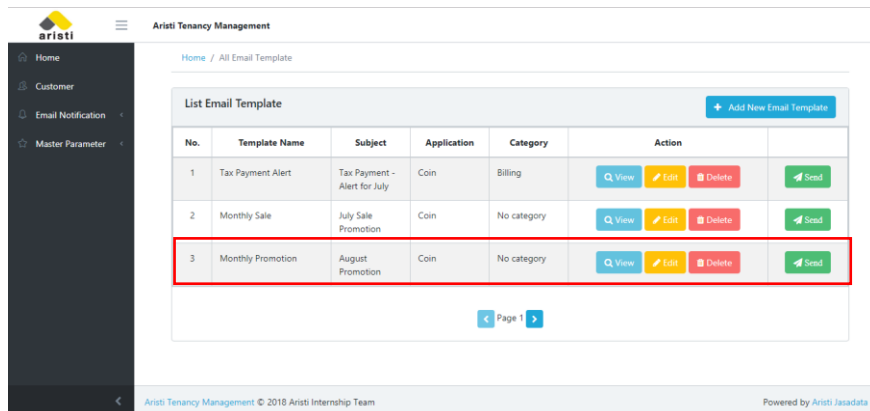 aristi
Aristi Tenancy Management
Home
Customer
Email Notification
Master Parameter
Home / All Email Template
List Email Template
+ Add New Email Template
No. Template Name Subject Application Category Action
1 Tax Payment Alert Tax Payment - Coin Billing View Edit Delete Send
Alert for July
2 Monthly Sale July Sale Coin No category View Edit Delete Send
Promotion
3 Monthly Promotion August Coin No category View Edit Delete Send
Promotion
Page 1
Aristi Tenancy Management © 2018 Aristi Internship Team
Powered by Aristi Jasadata